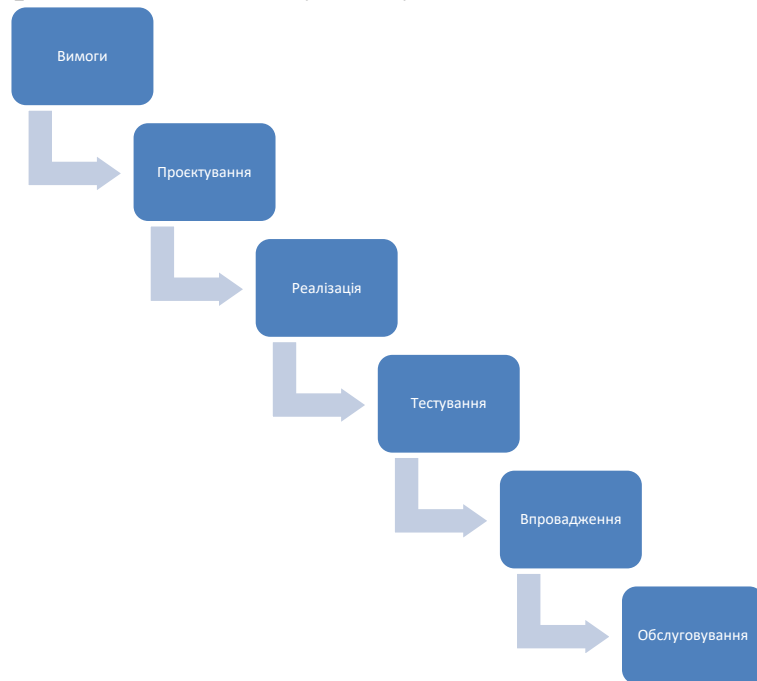 Вимоги
Проєктування
Реалізація
Тестування
Впровадження
Обслуговування